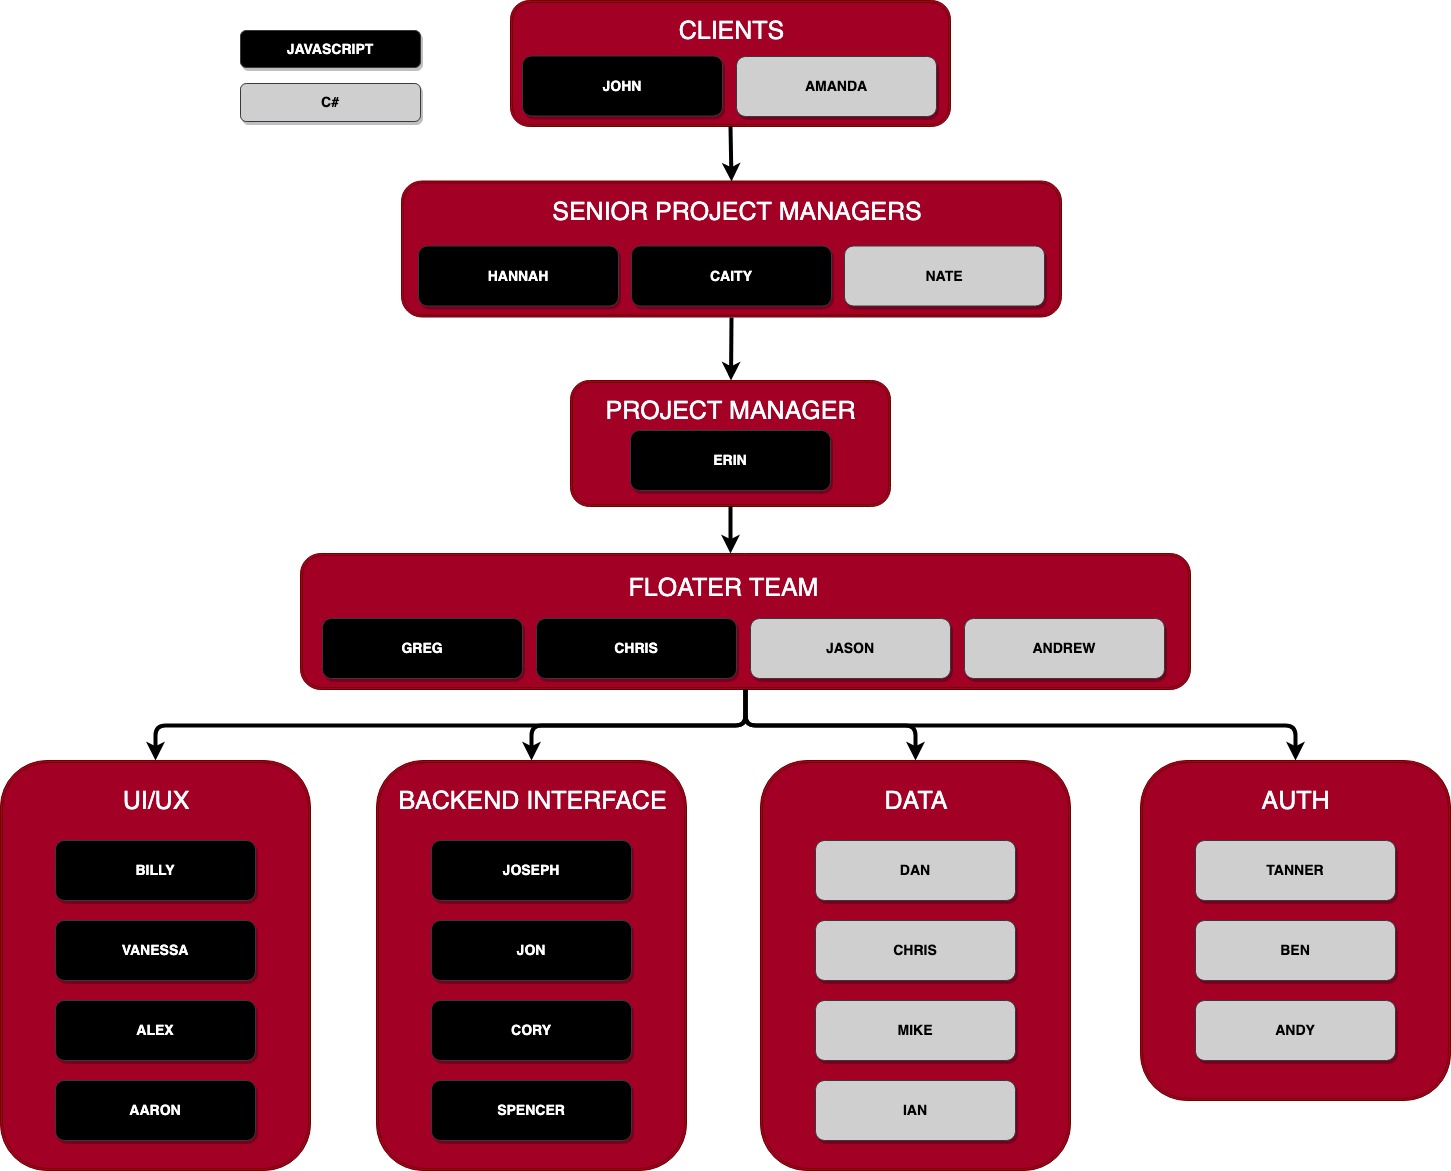 JAVASCRIPT
C#
CLIENTS
JOHN
AMANDA
SENIOR PROJECT MANAGERS
HANNAH
CAITY
NATE
PROJECT MANAGER
ERIN
FLOATER TEAM
GREG
CHRIS
JASON
ANDREW
UI/UX
BILLY
VANESSA
ALEX
AARON
BACKEND INTERFACE
JOSEPH
JON
CORY
SPENCER
DATA
DAN
CHRIS
MIKE
IAN
AUTH
TANNER
BEN
ANDY